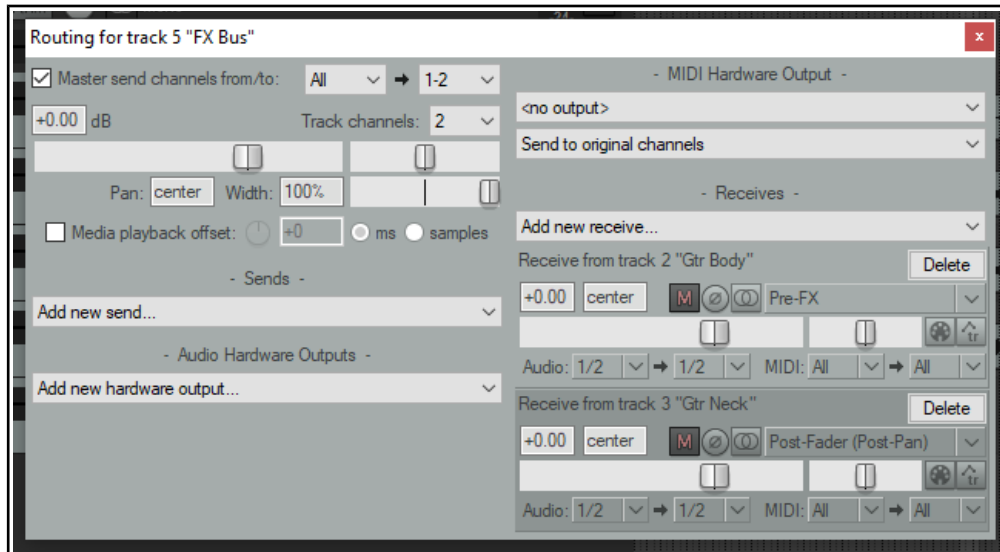 -24-
Routing for track 5 "FX Bus"
x
Master send channels from/to: All 1-2
+0.00 dB Track channels: 2
Pan: center Width: 100%
Media playback offset: +0 ms samples
- Sends -
Add new send...
- Audio Hardware Outputs -
Add new hardware output...
- MIDI Hardware Output -
<no output>
Send to original channels
- Receives -
Add new receive...
Receive from track 2 "Gtr Body" Delete
+0.00 center M Pre-FX
tr
Audio: 1/2 1/2 MIDI: All All
Receive from track 3 "Gtr Neck" Delete
+0.00 center M Post-Fader (Post-Pan)
tr
Audio: 1/2 1/2 MIDI: All All